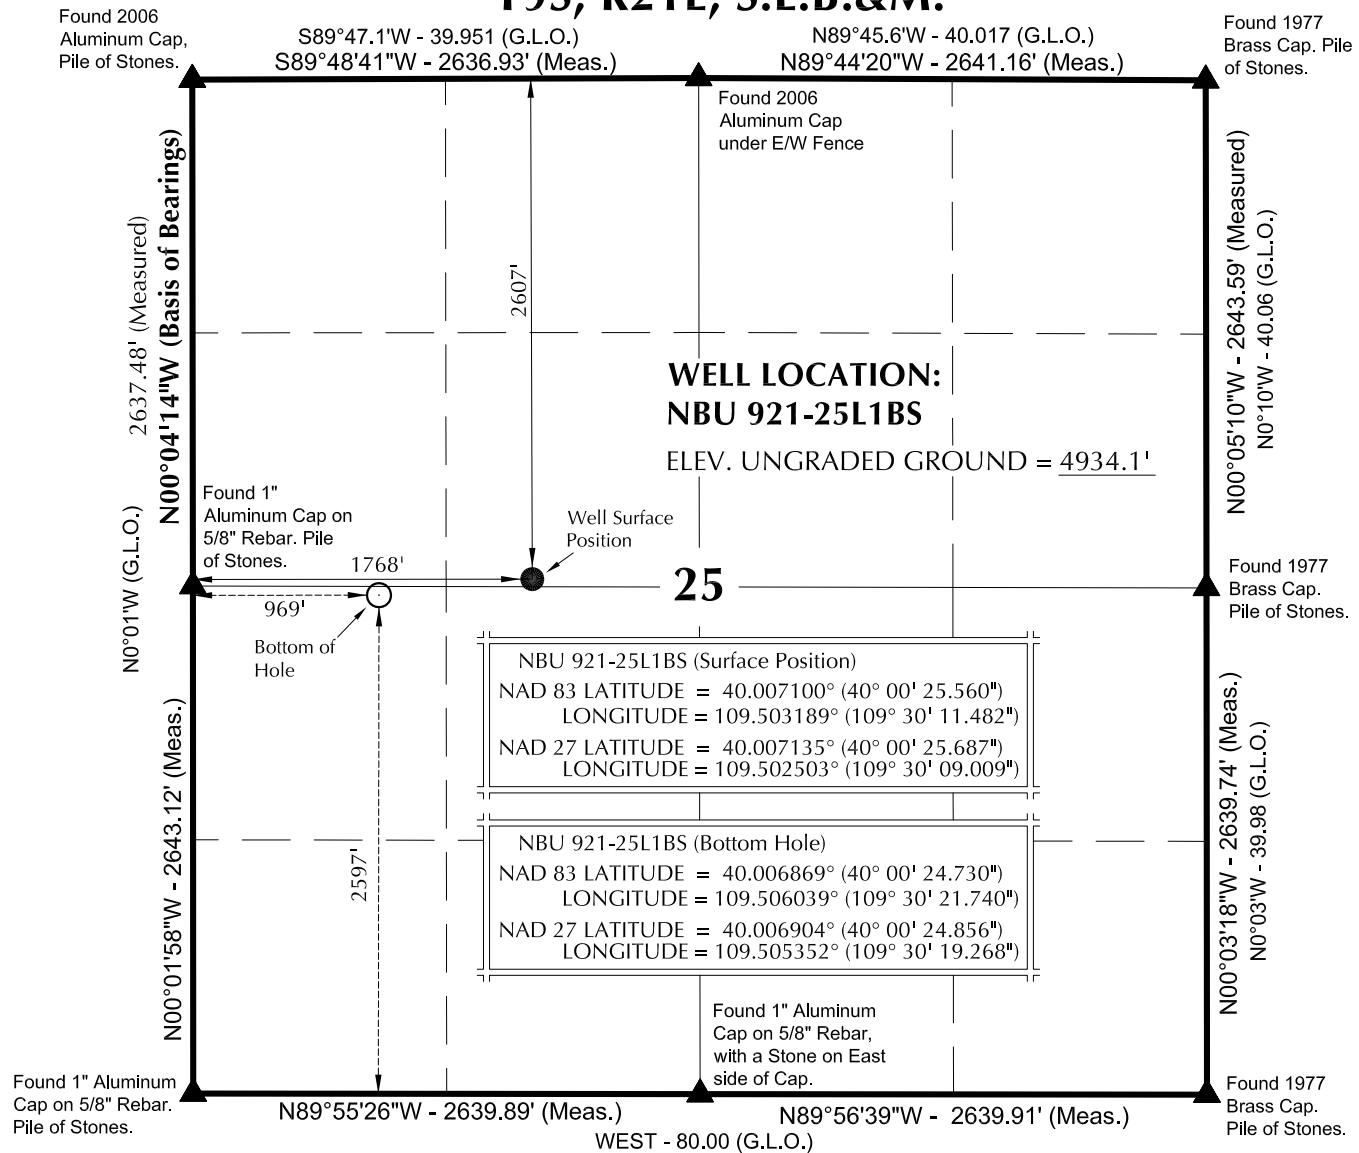 T9S, R21E, S.L.B.&M.
Found 2006
Aluminum Cap,
Pile of Stones.
S89°47.1'W - 39.951 (G.L.O.)
S89°48'41"W - 2636.93' (Meas.)
N89°45.6'W - 40.017 (G.L.O.)
N89°44'20"W - 2641.16' (Meas.)
Found 1977
Brass Cap. Pile
of Stones.
Found 2006
Aluminum Cap
under E/W Fence
2637.48' (Measured)
N00°04'14"W (Basis of Bearings)
N0°01'W (G.L.O.)
2607'
N00°05'10"W - 2643.59' (Measured)
N0°10'W - 40.06 (G.L.O.)
WELL LOCATION:
NBU 921-25L1BS
ELEV. UNGRADED GROUND = 4934.1'
Found 1"
Aluminum Cap on
5/8" Rebar. Pile
of Stones.
1768'
Well Surface
Position
969'
Bottom of
Hole
25
Found 1977
Brass Cap.
Pile of Stones.
NBU 921-25L1BS (Surface Position)
NAD 83 LATITUDE = 40.007100° (40° 00' 25.560")
LONGITUDE = 109.503189° (109° 30' 11.482")
NAD 27 LATITUDE = 40.007135° (40° 00' 25.687")
LONGITUDE = 109.502503° (109° 30' 09.009")
NBU 921-25L1BS (Bottom Hole)
NAD 83 LATITUDE = 40.006869° (40° 00' 24.730")
LONGITUDE = 109.506039° (109° 30' 21.740")
NAD 27 LATITUDE = 40.006904° (40° 00' 24.856")
LONGITUDE = 109.505352° (109° 30' 19.268")
N00°01'58"W - 2643.12' (Meas.)
2597'
N00°03'18"W - 2639.74' (Meas.)
N0°03'W - 39.98 (G.L.O.)
Found 1" Aluminum
Cap on 5/8" Rebar,
with a Stone on East
side of Cap.
Found 1" Aluminum
Cap on 5/8" Rebar.
Pile of Stones.
N89°55'26"W - 2639.89' (Meas.)
N89°56'39"W - 2639.91' (Meas.)
WEST - 80.00 (G.L.O.)
Found 1977
Brass Cap.
Pile of Stones.